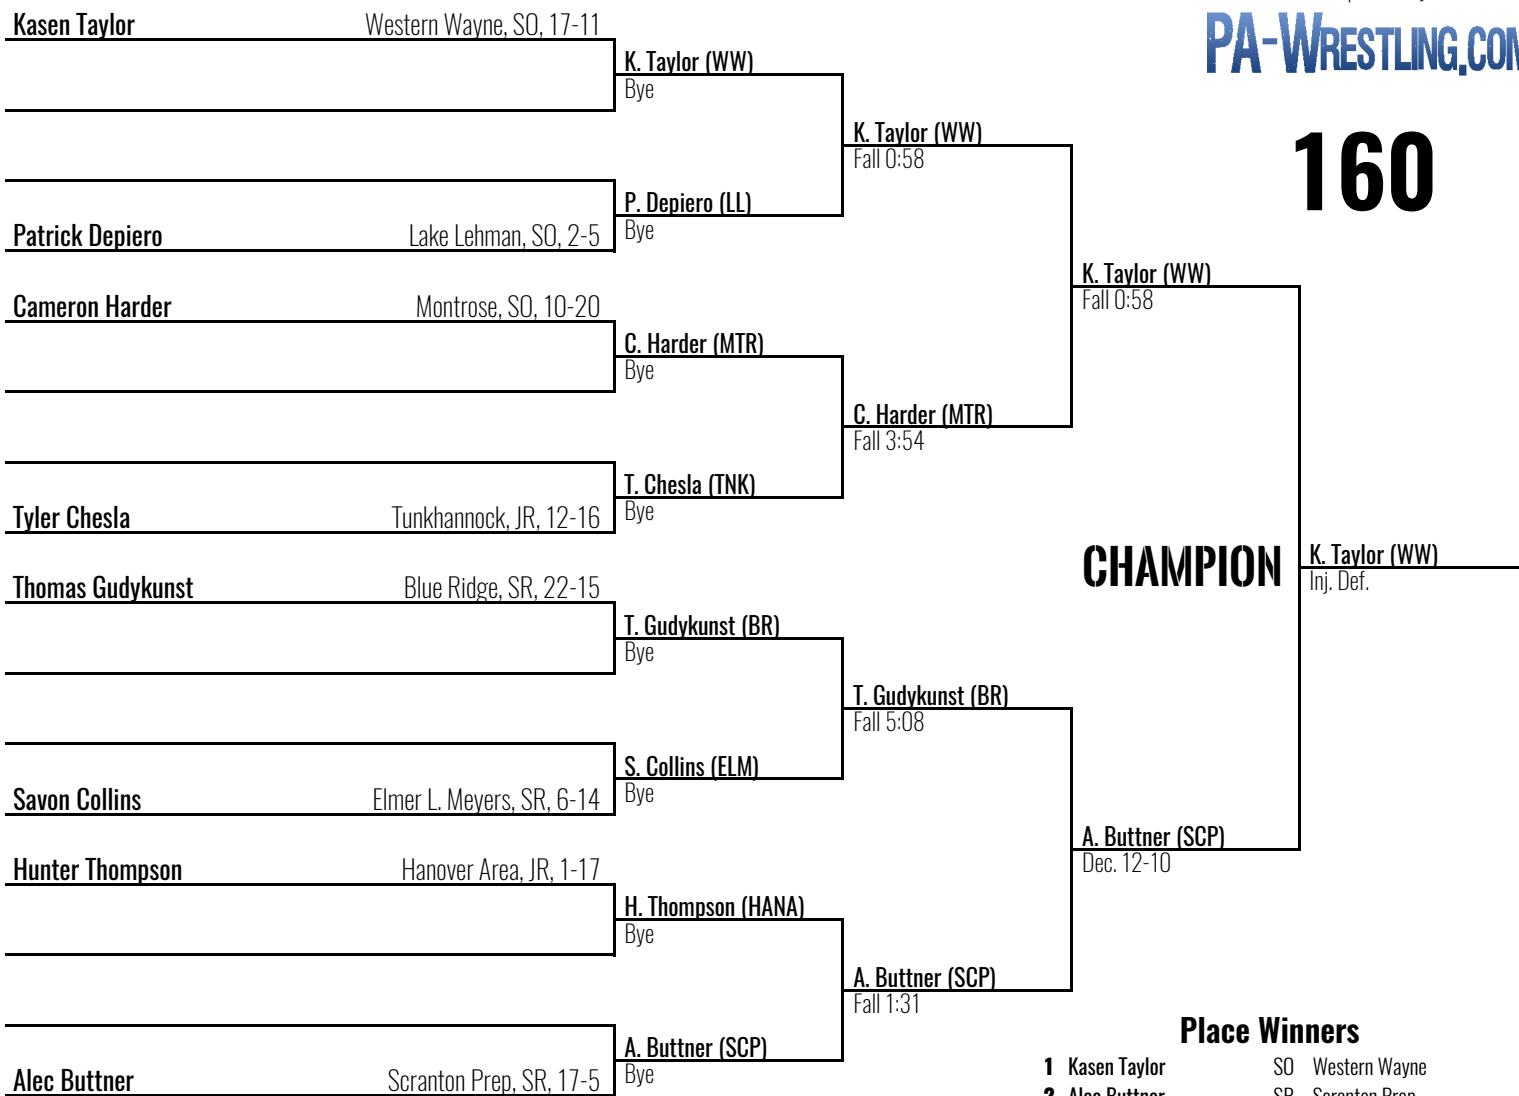 Kasen Taylor Western Wayne, SO, 17-11
K. Taylor (WW)
Bye
K. Taylor (WW)
Fall 0:58
P. Depiero (LL)
Bye
Patrick Depiero Lake Lehman, SO, 2-5
PA-WRESTLING.COM
160
K. Taylor (WW)
Fall 0:58
Cameron Harder Montrose, SO, 10-20
C. Harder (MTR)
Bye
C. Harder (MTR)
Fall 3:54
T. Chesla (TNK)
Bye
Tyler Chesla Tunkhannock, JR, 12-16
CHAMPION
K. Taylor (WW)
Inj. Def.
Thomas Gudykunst Blue Ridge, SR, 22-15
T. Gudykunst (BR)
Bye
T. Gudykunst (BR)
Fall 5:08
S. Collins (ELM)
Bye
Savon Collins Elmer L. Meyers, SR, 6-14
A. Buttner (SCP)
Dec. 12-10
Hunter Thompson Hanover Area, JR, 1-17
H. Thompson (HANA)
Bye
A. Buttner (SCP)
Fall 1:31
A. Buttner (SCP)
Bye
Alec Buttner Scranton Prep, SR, 17-5
Place Winners
1 Kasen Taylor SO Western Wayne
2 Alec Buttner SR Scranton Prep